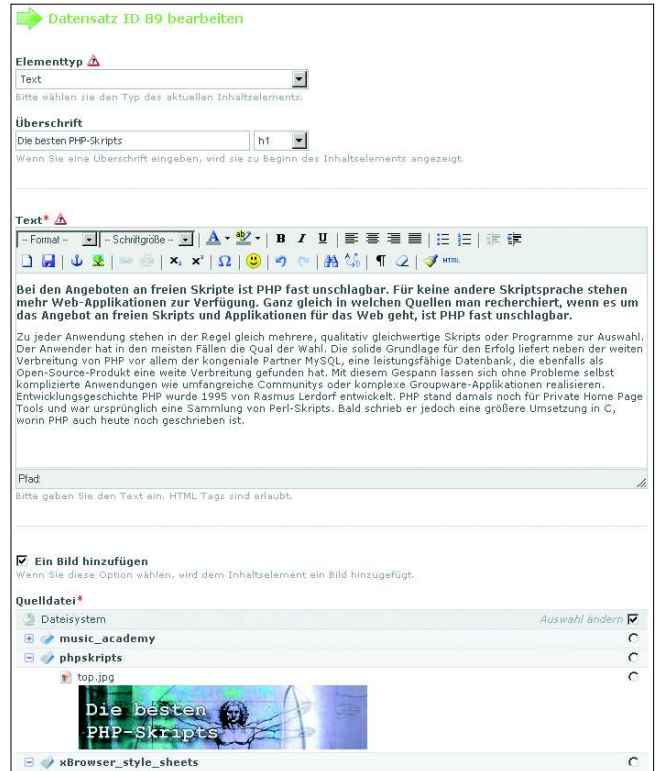 Datensatz ID 89 bearbeiten
Elementtyp
Text
Bitte wählen sie den Typ des aktuellen Inhaltselements.
Überschrift
Die besten PHP-Skripts h1
Wenn Sie eine Überschrift eingeben, wird sie zu Beginn des Inhaltselements angezeigt.
Text*
-- Format -- -- Schriftgröße -- A ab B I U
x₂ x² Ω ¶ HTML
Bei den Angeboten an freien Skripte ist PHP fast unschlagbar. Für keine andere Skriptsprache stehen
mehr Web-Applikationen zur Verfügung. Ganz gleich in welchen Quellen man recherchiert, wenn es um
das Angebot an freien Skripts und Applikationen für das Web geht, ist PHP fast unschlagbar.
Zu jeder Anwendung stehen in der Regel gleich mehrere, qualitativ gleichwertige Skripts oder Programme zur Auswahl.
Der Anwender hat in den meisten Fällen die Qual der Wahl. Die solide Grundlage für den Erfolg liefert neben der weiten
Verbreitung von PHP vor allem der kongeniale Partner MySQL, eine leistungsfähige Datenbank, die ebenfalls als
Open-Source-Produkt eine weite Verbreitung gefunden hat. Mit diesem Gespann lassen sich ohne Probleme selbst
komplizierte Anwendungen wie umfangreiche Communitys oder komplexe Groupware-Applikationen realisieren.
Entwicklungsgeschichte PHP wurde 1995 von Rasmus Lerdorf entwickelt. PHP stand damals noch für Private Home Page
Tools und war ursprünglich eine Sammlung von Perl-Skripts. Bald schrieb er jedoch eine größere Umsetzung in C,
worin PHP auch heute noch geschrieben ist.
Pfad:
Bitte geben Sie den Text ein. HTML Tags sind erlaubt.
Ein Bild hinzufügen
Wenn Sie diese Option wählen, wird dem Inhaltselement ein Bild hinzugefügt.
Quelldatei*
Dateisystem Auswahl ändern
music_academy
phpskripts
top.jpg
Die besten
PHP-Skripts
xBrowser_style_sheets